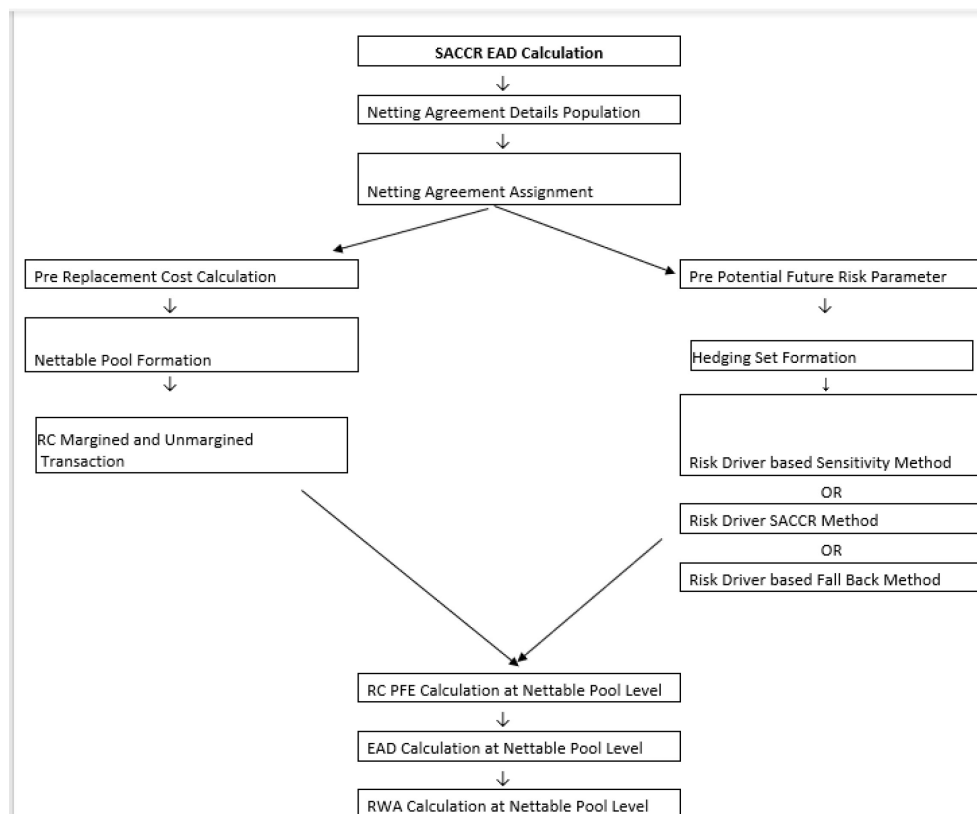 SACCR EAD Calculation
Netting Agreement Details Population
Netting Agreement Assignment
Pre Replacement Cost Calculation
Pre Potential Future Risk Parameter
Nettable Pool Formation
Hedging Set Formation
RC Margined and Unmargined
Transaction
Risk Driver based Sensitivity Method
OR
Risk Driver SACCR Method
OR
Risk Driver based Fall Back Method
RC PFE Calculation at Nettable Pool Level
EAD Calculation at Nettable Pool Level
RWA Calculation at Nettable Pool Level